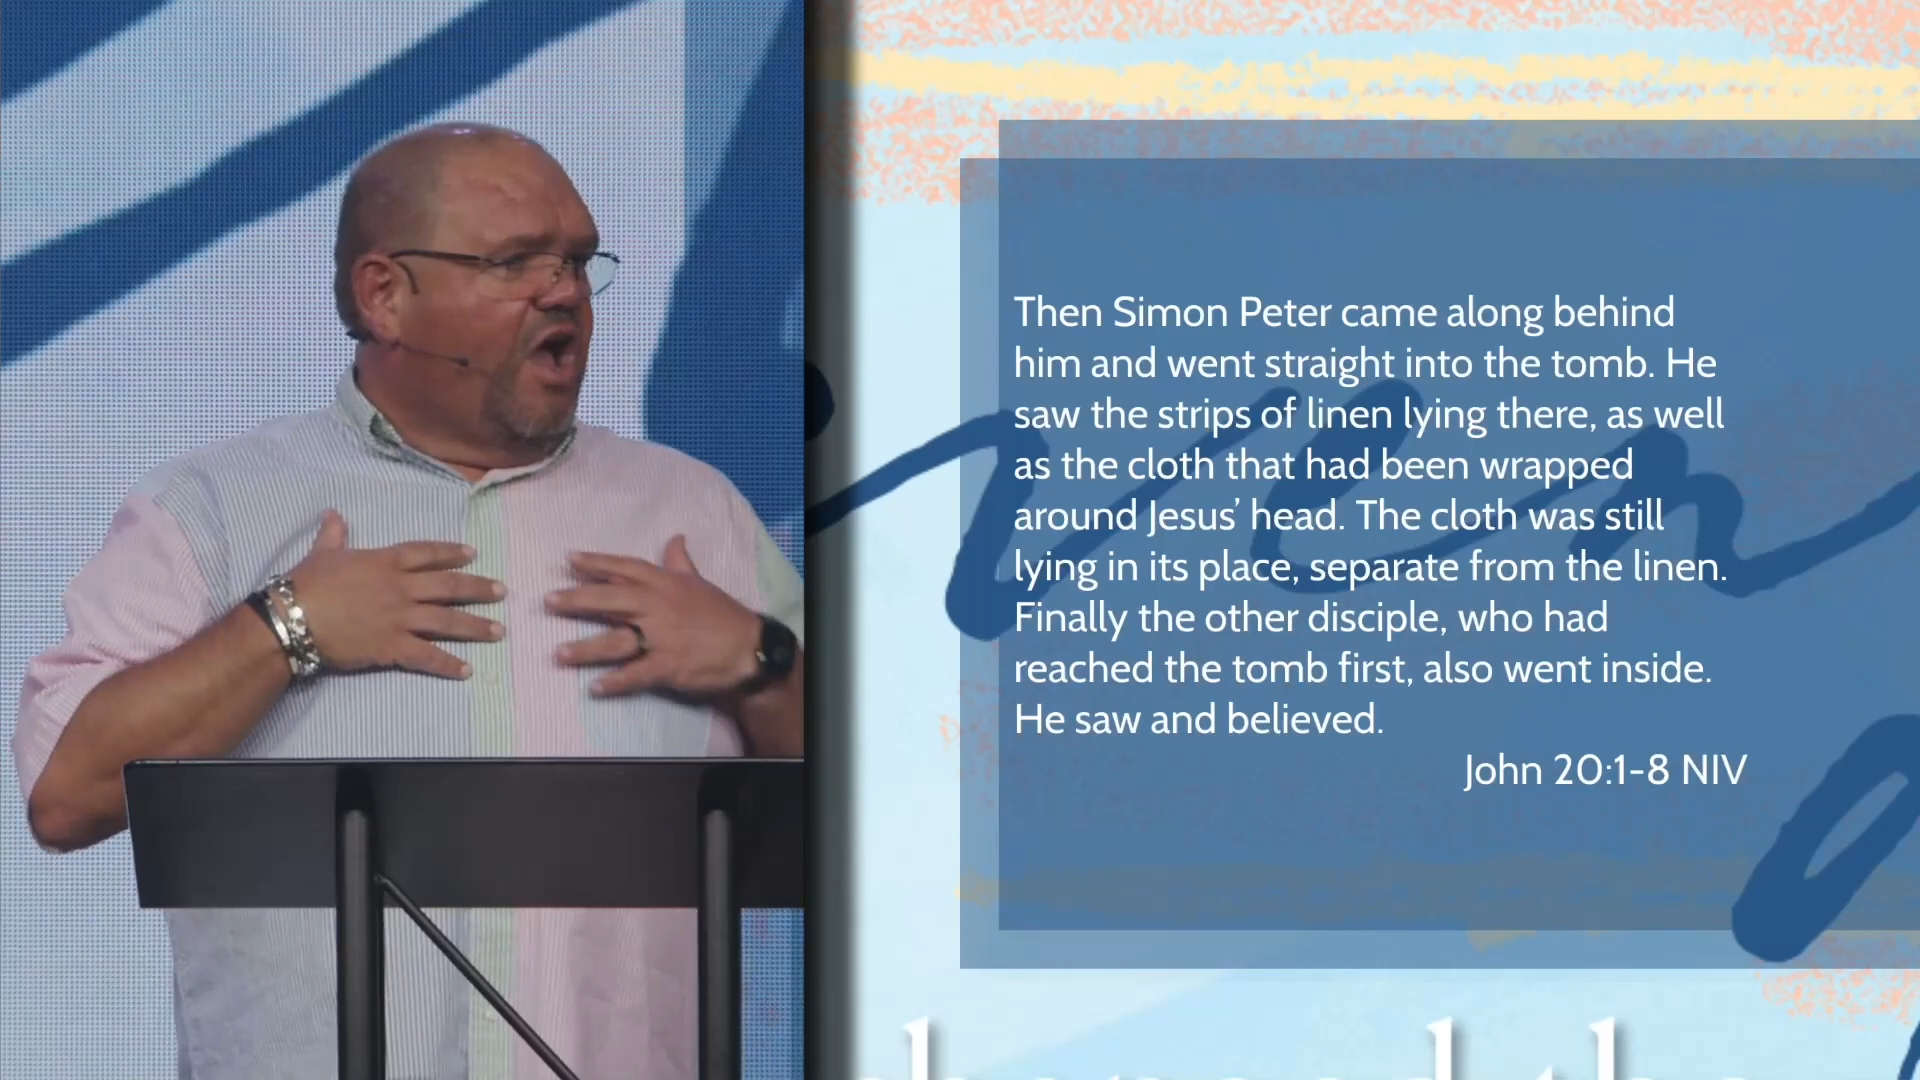 Then Simon Peter came along behind
him and went straight into the tomb. He
saw the strips of linen lying there, as well
as the cloth that had been wrapped
around Jesus’ head. The cloth was still
lying in its place, separate from the linen.
Finally the other disciple, who had
reached the tomb first, also went inside.
He saw and believed.
John 20:1-8 NIV